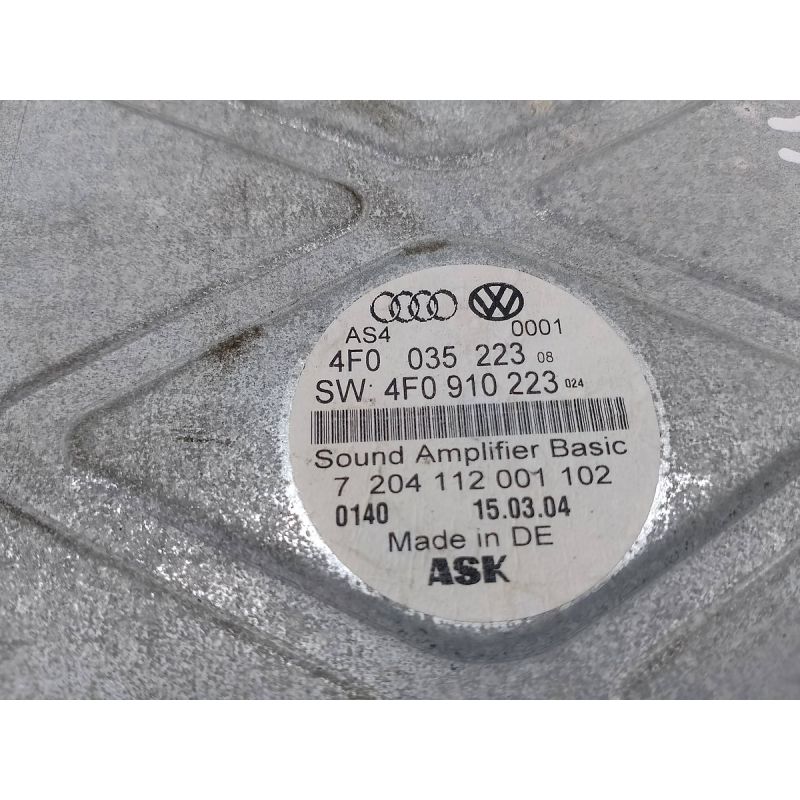 AS4 0001
4F0 035 223 08
SW: 4F0 910 223 024
Sound Amplifier Basic
7 204 112 001 102
0140 15.03.04
Made in DE
ASK